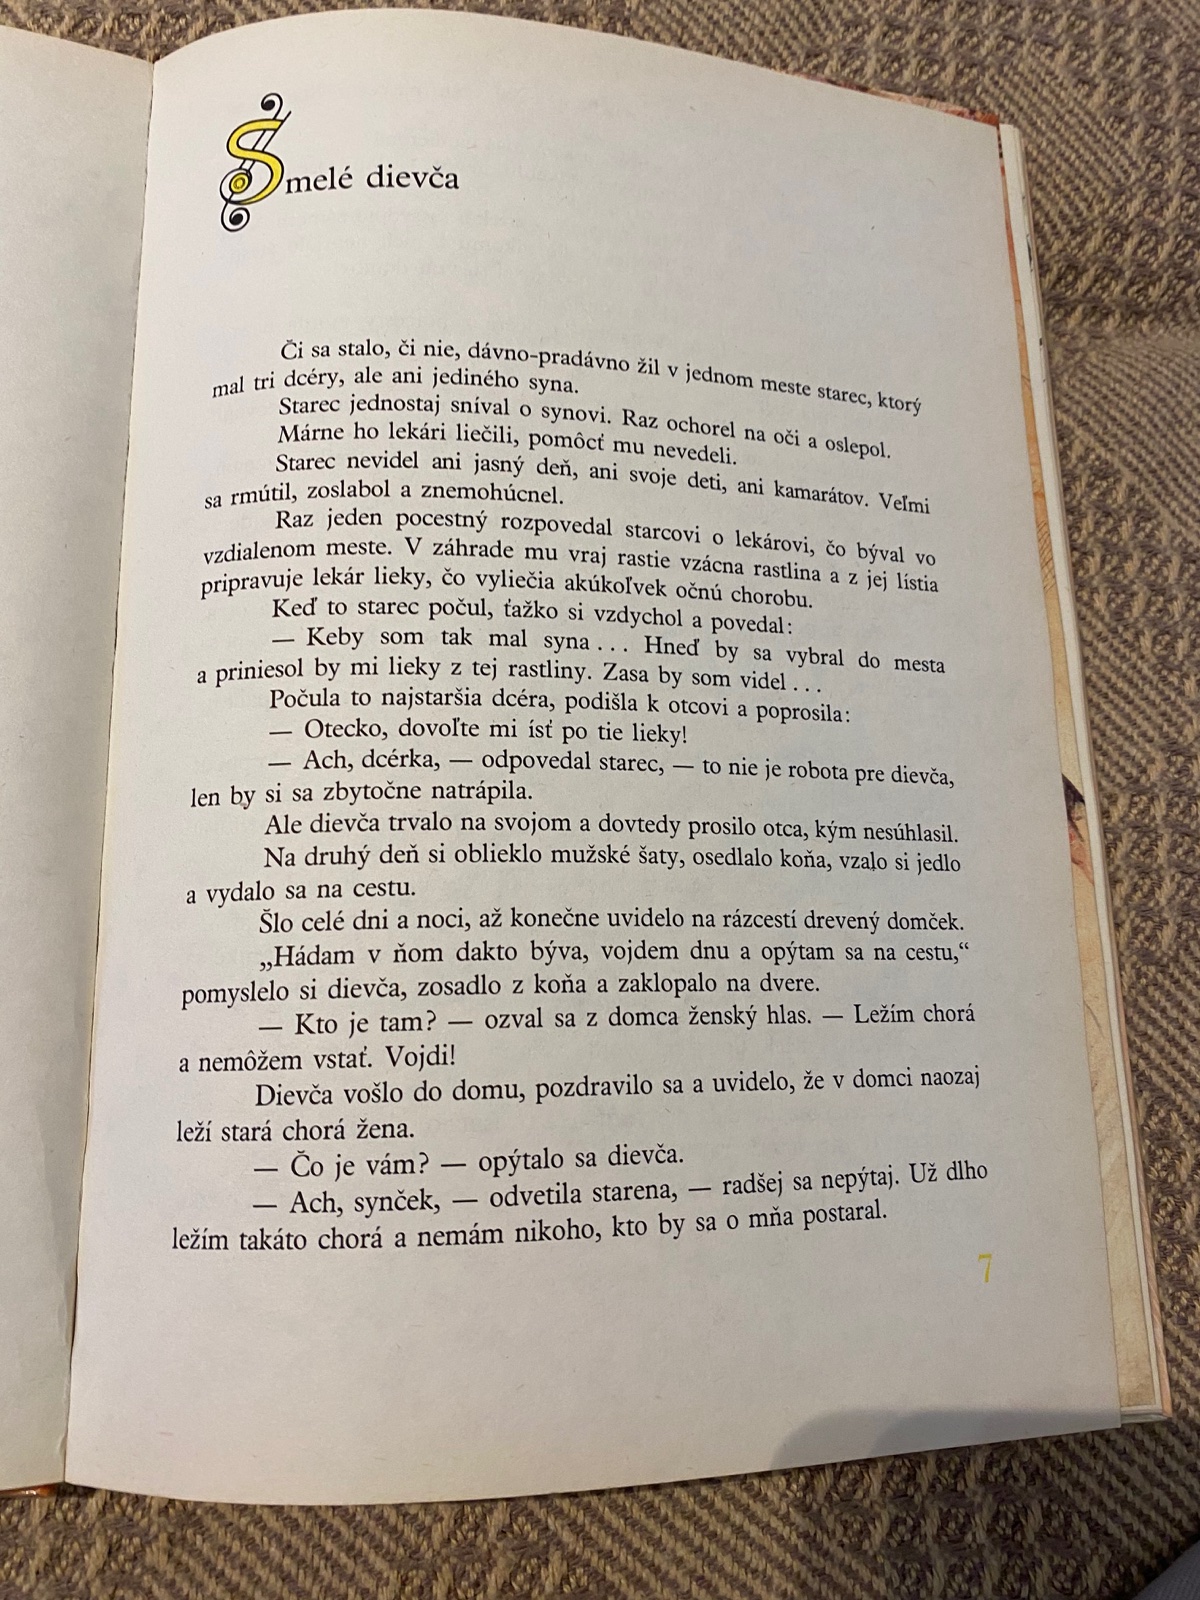 Smelé dievča
Či sa stalo, či nie, dávno-pradávno žil v jednom meste starec, ktorý
mal tri dcéry, ale ani jediného syna.
Starec jednostaj sníval o synovi. Raz ochorel na oči a oslepol.
Márne ho lekári liečili, pomôcť mu nevedeli.
Starec nevidel ani jasný deň, ani svoje deti, ani kamarátov. Veľmi
sa rmútil, zoslabol a znemohúcnel.
Raz jeden pocestný rozpovedal starcovi o lekárovi, čo býval vo
vzdialenom meste. V záhrade mu vraj rastie vzácna rastlina a z jej lístia
pripravuje lekár lieky, čo vyliečia akúkoľvek očnú chorobu.
Keď to starec počul, ťažko si vzdychol a povedal:
— Keby som tak mal syna... Hneď by sa vybral do mesta
a priniesol by mi lieky z tej rastliny. Zasa by som videl...
Počula to najstaršia dcéra, podišla k otcovi a poprosila:
— Otecko, dovoľte mi ísť po tie lieky!
— Ach, dcérka, — odpovedal starec, — to nie je robota pre dievča,
len by si sa zbytočne natrápila.
Ale dievča trvalo na svojom a dovtedy prosilo otca, kým nesúhlasil.
Na druhý deň si oblieklo mužské šaty, osedlalo koňa, vzalo si jedlo
a vydalo sa na cestu.
Šlo celé dni a noci, až konečne uvidelo na rázcestí drevený domček.
„Hádam v ňom dakto býva, vojdem dnu a opýtam sa na cestu,“
pomyslelo si dievča, zosadlo z koňa a zaklopalo na dvere.
— Kto je tam? — ozval sa z domca ženský hlas. — Ležím chorá
a nemôžem vstať. Vojdi!
Dievča vošlo do domu, pozdravilo sa a uvidelo, že v domci naozaj
leží stará chorá žena.
— Čo je vám? — opýtalo sa dievča.
— Ach, synček, — odvetila starena, — radšej sa nepýtaj. Už dlho
ležím takáto chorá a nemám nikoho, kto by sa o mňa postaral.
7